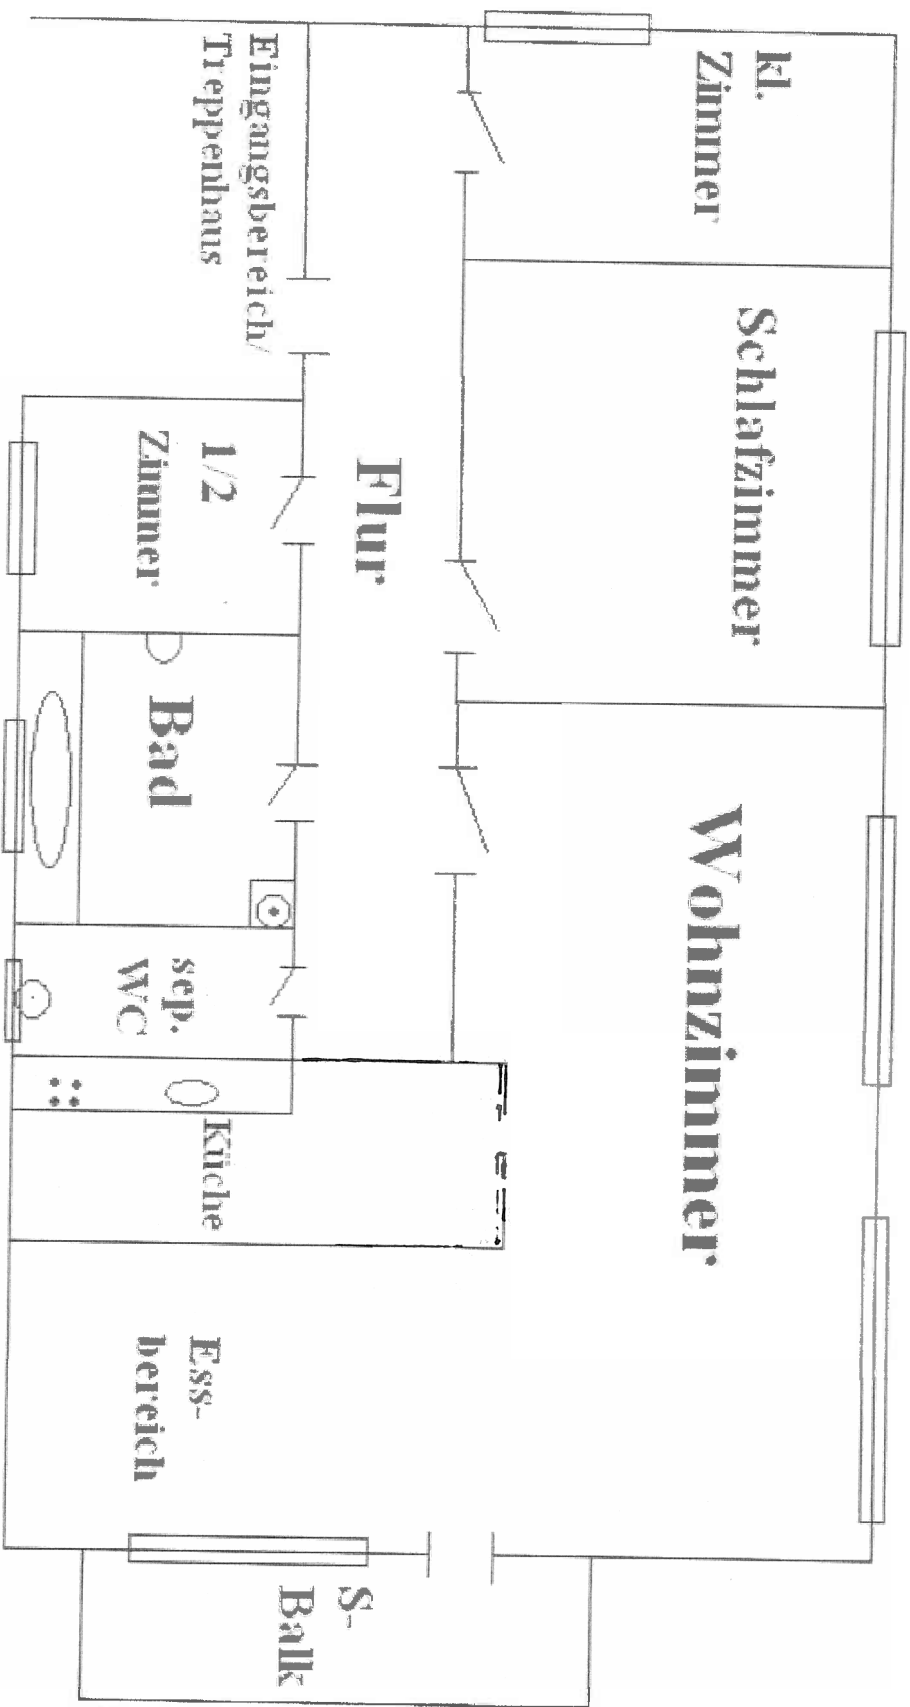 kl.
Zimmer
Schlafzimmer
Wohnzimmer
Eingangsbereich/
Treppenhaus
Flur
1/2
Zimmer
Bad
sep.
WC
Küche
Ess-
bereich
S-
Balk